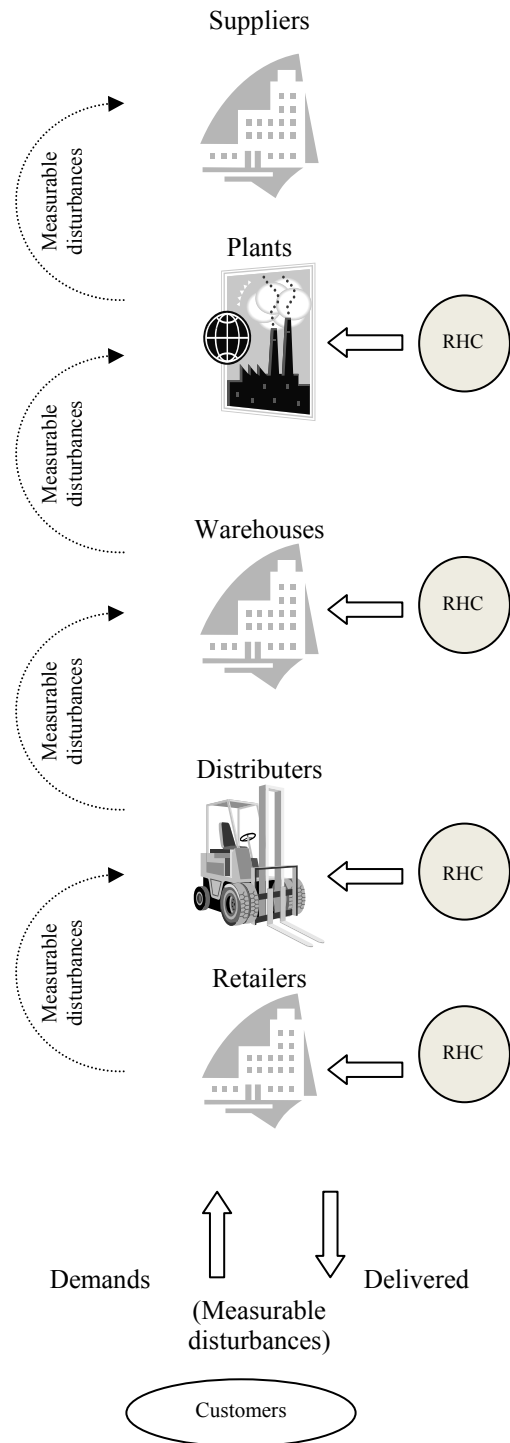 Suppliers
Measurable
disturbances
Plants
RHC
Measurable
disturbances
Warehouses
RHC
Measurable
disturbances
Distributers
RHC
Measurable
disturbances
Retailers
RHC
Demands
Delivered
(Measurable
disturbances)
Customers